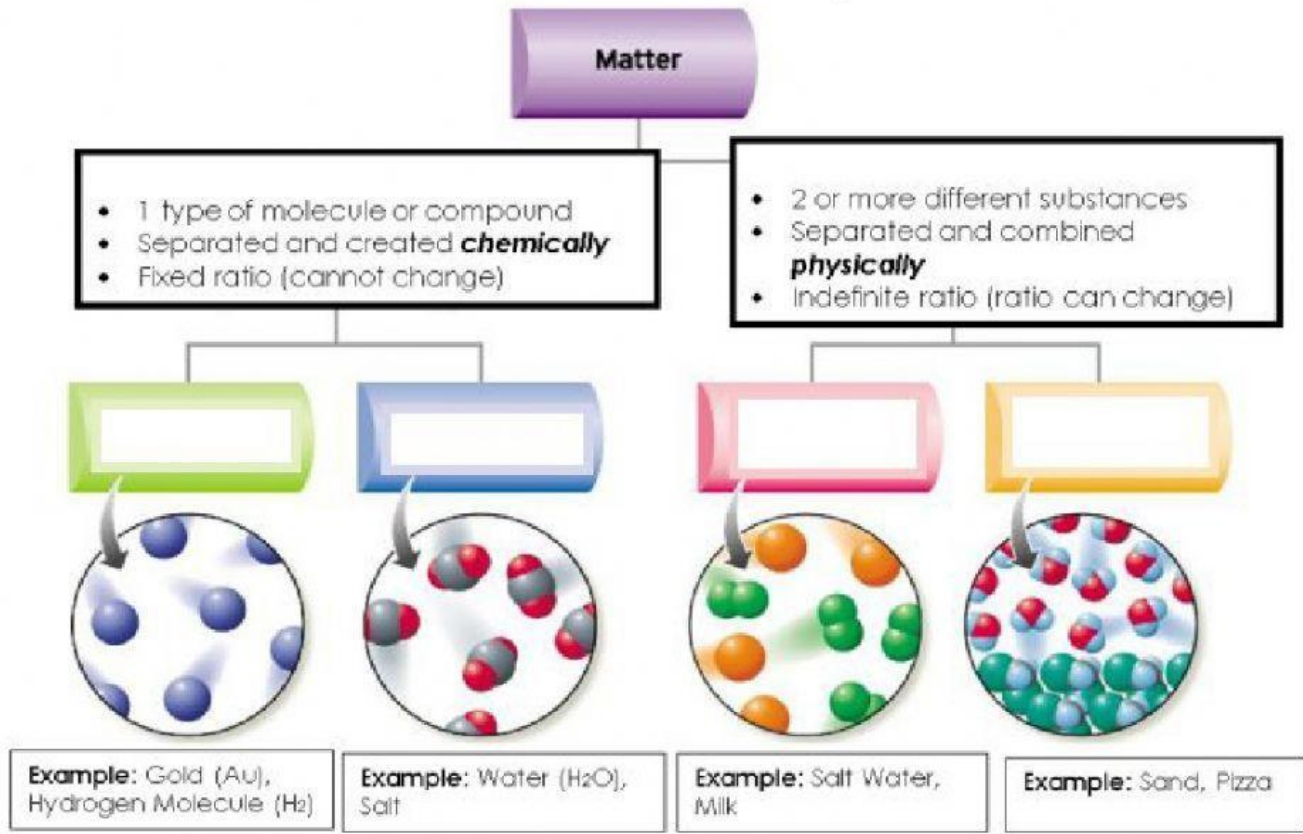 Matter
• 1 type of molecule or compound
• Separated and created chemically
• Fixed ratio (cannot change)
• 2 or more different substances
• Separated and combined
physically
• Indefinite ratio (ratio can change)
Example: Gold (Au),
Hydrogen Molecule (H₂)
Example: Water (H₂O),
Salt
Example: Salt Water,
Milk
Example: Sand, Pizza